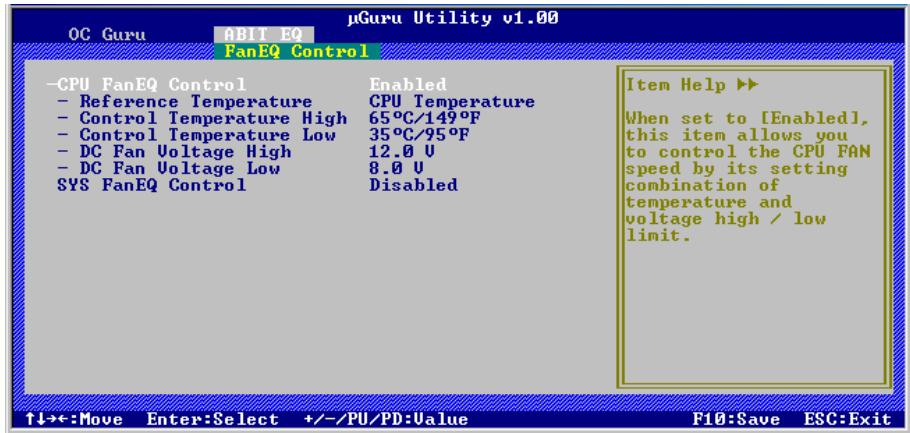 µGuru Utility v1.00
OC Guru ABIT EQ
FanEQ Control
-CPU FanEQ Control Enabled
- Reference Temperature CPU Temperature
- Control Temperature High 65ºC/149ºF
- Control Temperature Low 35ºC/95ºF
- DC Fan Voltage High 12.0 V
- DC Fan Voltage Low 8.0 V
SYS FanEQ Control Disabled
Item Help ▶▶
When set to [Enabled],
this item allows you
to control the CPU FAN
speed by its setting
combination of
temperature and
voltage high / low
limit.
↑↓→←:Move Enter:Select +/-/PU/PD:Value F10:Save ESC:Exit